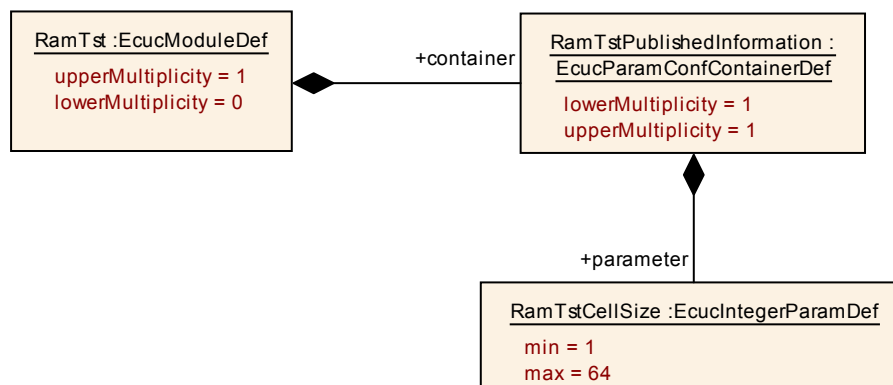 RamTst :EcucModuleDef
upperMultiplicity = 1
lowerMultiplicity = 0
+container
RamTstPublishedInformation :
EcucParamConfContainerDef
lowerMultiplicity = 1
upperMultiplicity = 1
+parameter
RamTstCellSize :EcucIntegerParamDef
min = 1
max = 64